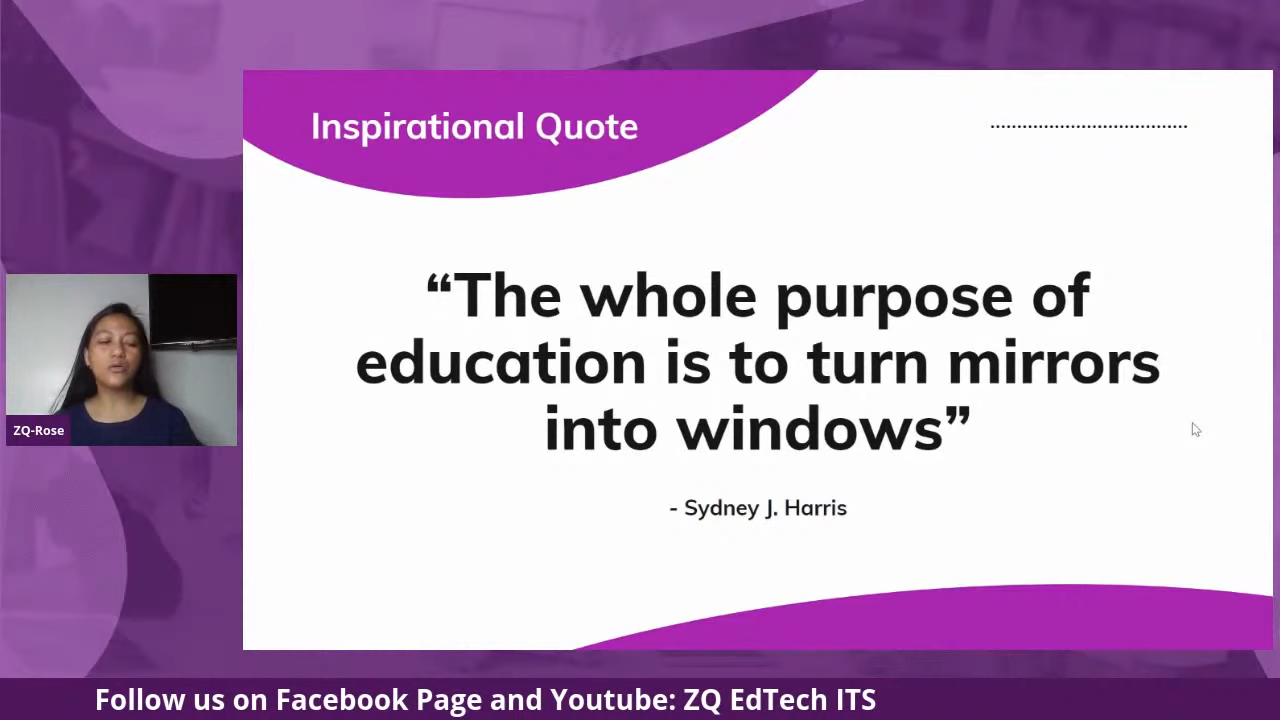 Inspirational Quote
“The whole purpose of
education is to turn mirrors
into windows”
- Sydney J. Harris
ZQ-Rose
Follow us on Facebook Page and Youtube: ZQ EdTech ITS